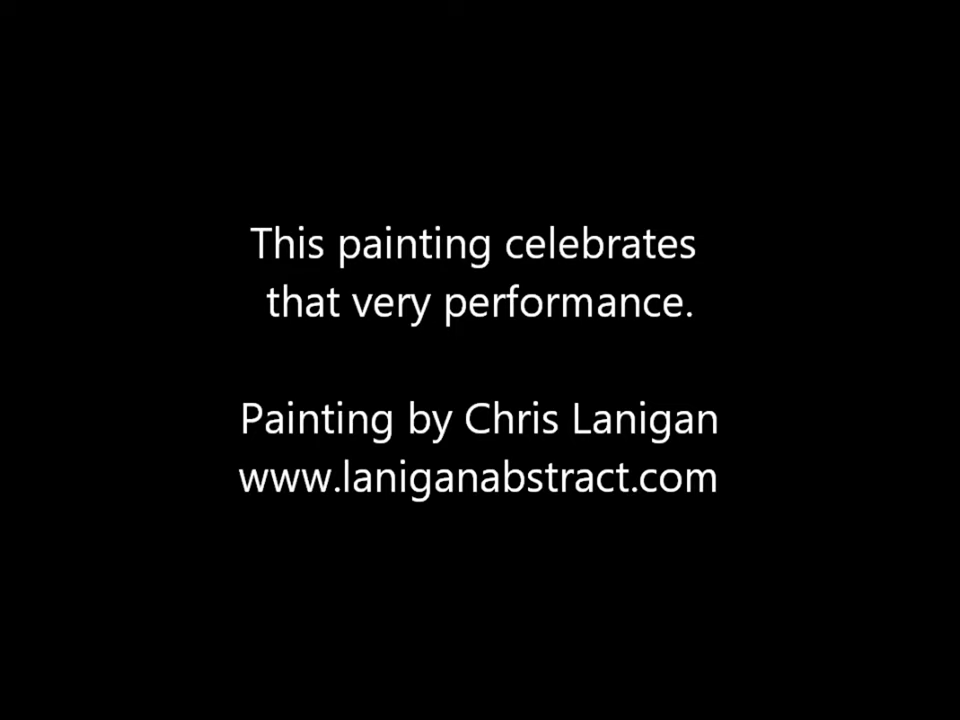 This painting celebrates
that very performance.
Painting by Chris Lanigan
www.laniganabstract.com